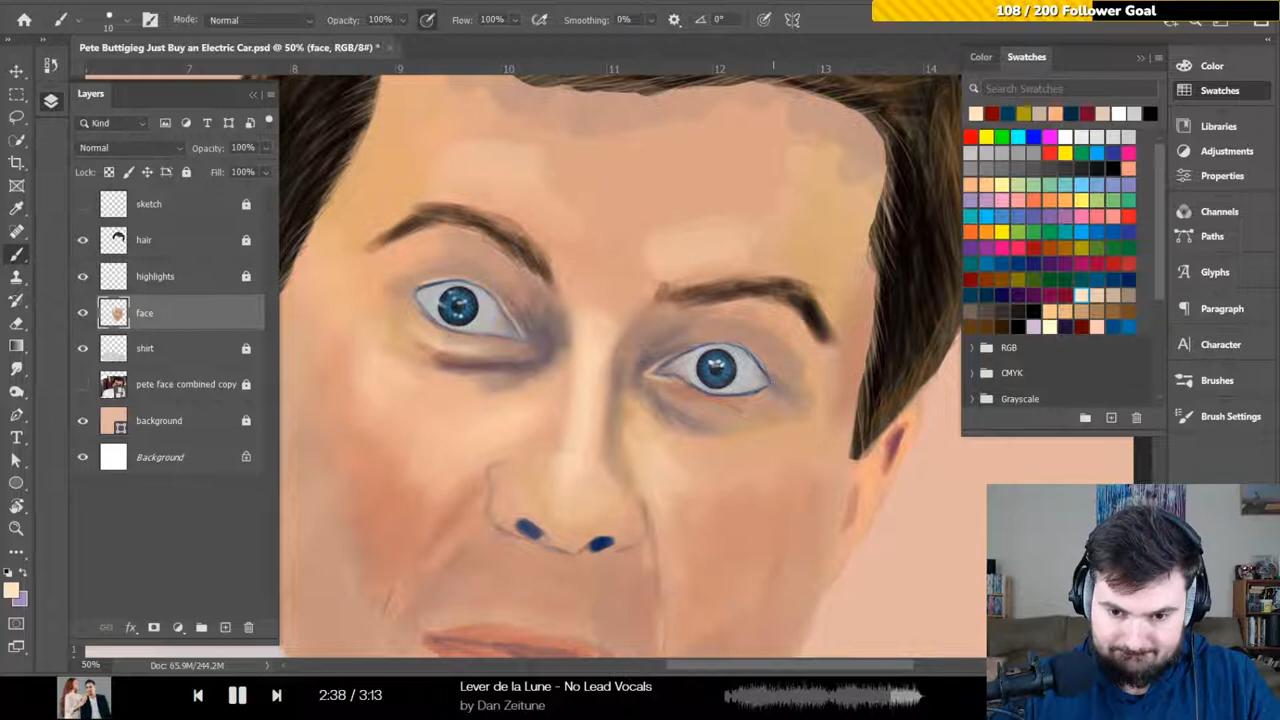 108 / 200 Follower Goal
10
Mode: Normal
Opacity: 100%
Flow: 100%
Smoothing: 0%
0°
Pete Buttigieg Just Buy an Electric Car.psd @ 50% (face, RGB/8#) *
7 8 9 10 11 12 13 14
Layers
Kind
Normal
Opacity: 100%
Lock:
Fill: 100%
sketch
hair
highlights
face
shirt
pete face combined copy
background
Background
Color
Swatches
Search Swatches
RGB
CMYK
Grayscale
Color
Swatches
Libraries
Adjustments
Properties
Channels
Paths
Glyphs
Paragraph
Character
Brushes
Brush Settings
fx
1
50%
Doc: 65.9M/244.2M
2:38 / 3:13
Lever de la Lune - No Lead Vocals
by Dan Zeitune